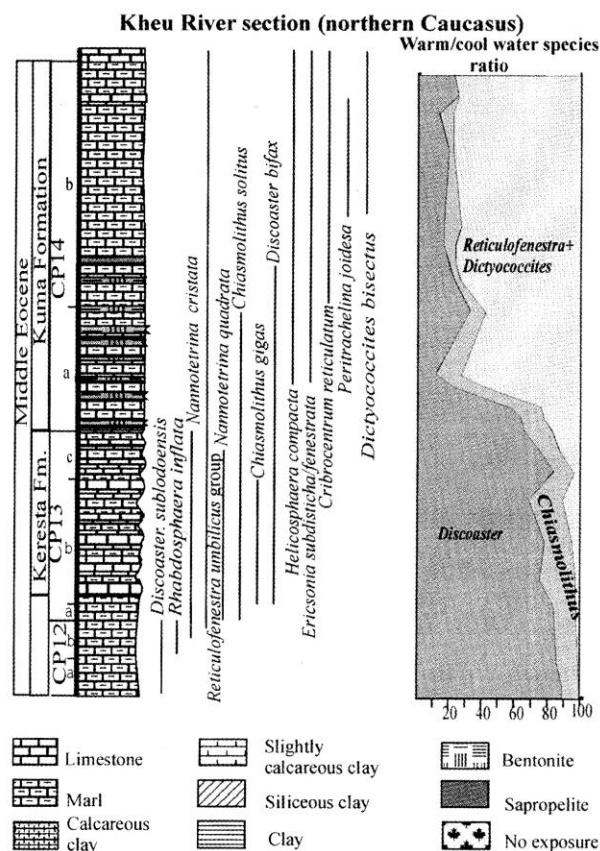 Kheu River section (northern Caucasus)
Warm/cool water species
ratio
Middle Eocene
Kuma Formation
Keresta Fm.
CP14
CP13
CP12
b
a
c
b
a
b
a
Discoaster. sublodoensis
Rhabdosphaera inflata
Nannotetrina cristata
Reticulofenestra umbilicus group
Nannotetrina quadrata
Chiasmolithus solitus
Chiasmolithus gigas
Discoaster bifax
Helicosphaera compacta
Ericsonia subdisticha/fenestrata
Cribrocentrum reticulatum
Peritrachelina joidesa
Dictyococcites bisectus
Reticulofenestra+
Dictyococcites
Discoaster
Chiasmolithus
20 40 60 80 100
Limestone
Marl
Calcareous
clay
Slightly
calcareous clay
Siliceous clay
Clay
Bentonite
Sapropelite
No exposure